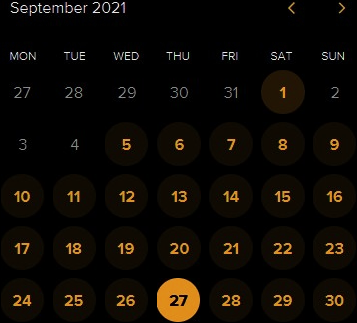 September 2021 < >
MON TUE WED THU FRI SAT SUN
27 28 29 30 31 1 2
3 4 5 6 7 8 9
10 11 12 13 14 15 16
17 18 19 20 21 22 23
24 25 26 27 28 29 30